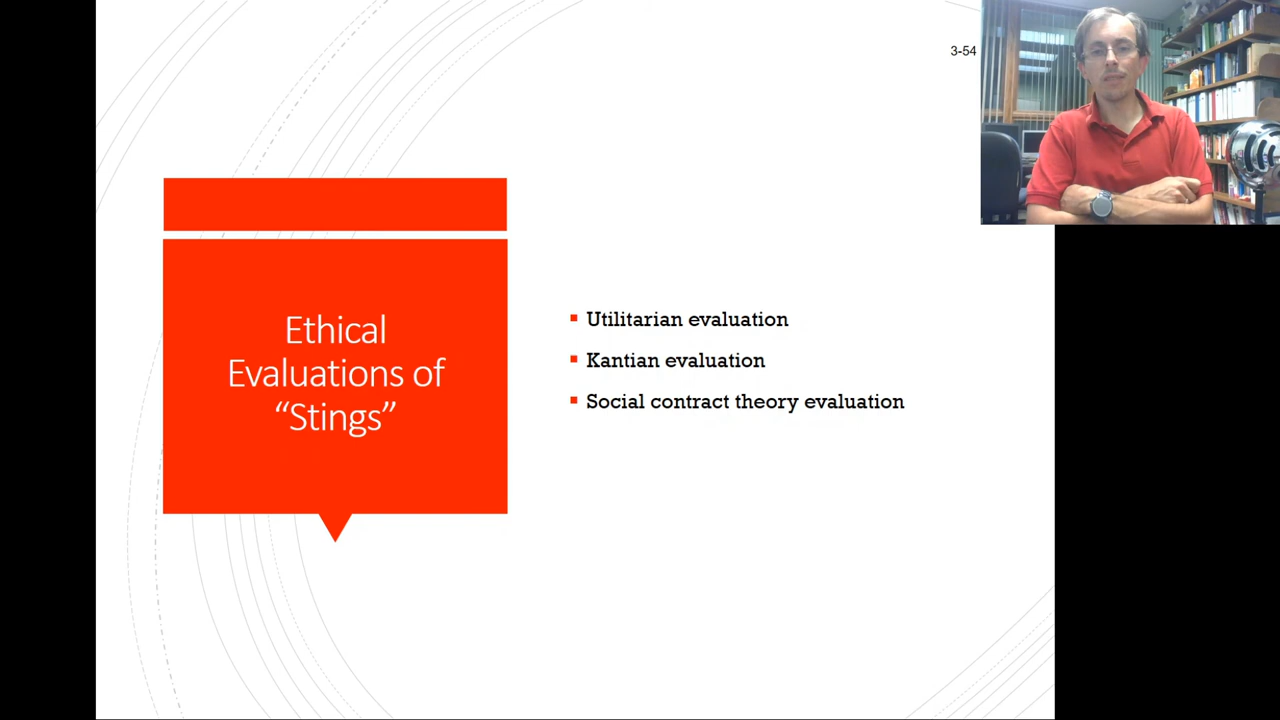 3-54
Ethical
Evaluations of
“Stings”
Utilitarian evaluation
Kantian evaluation
Social contract theory evaluation